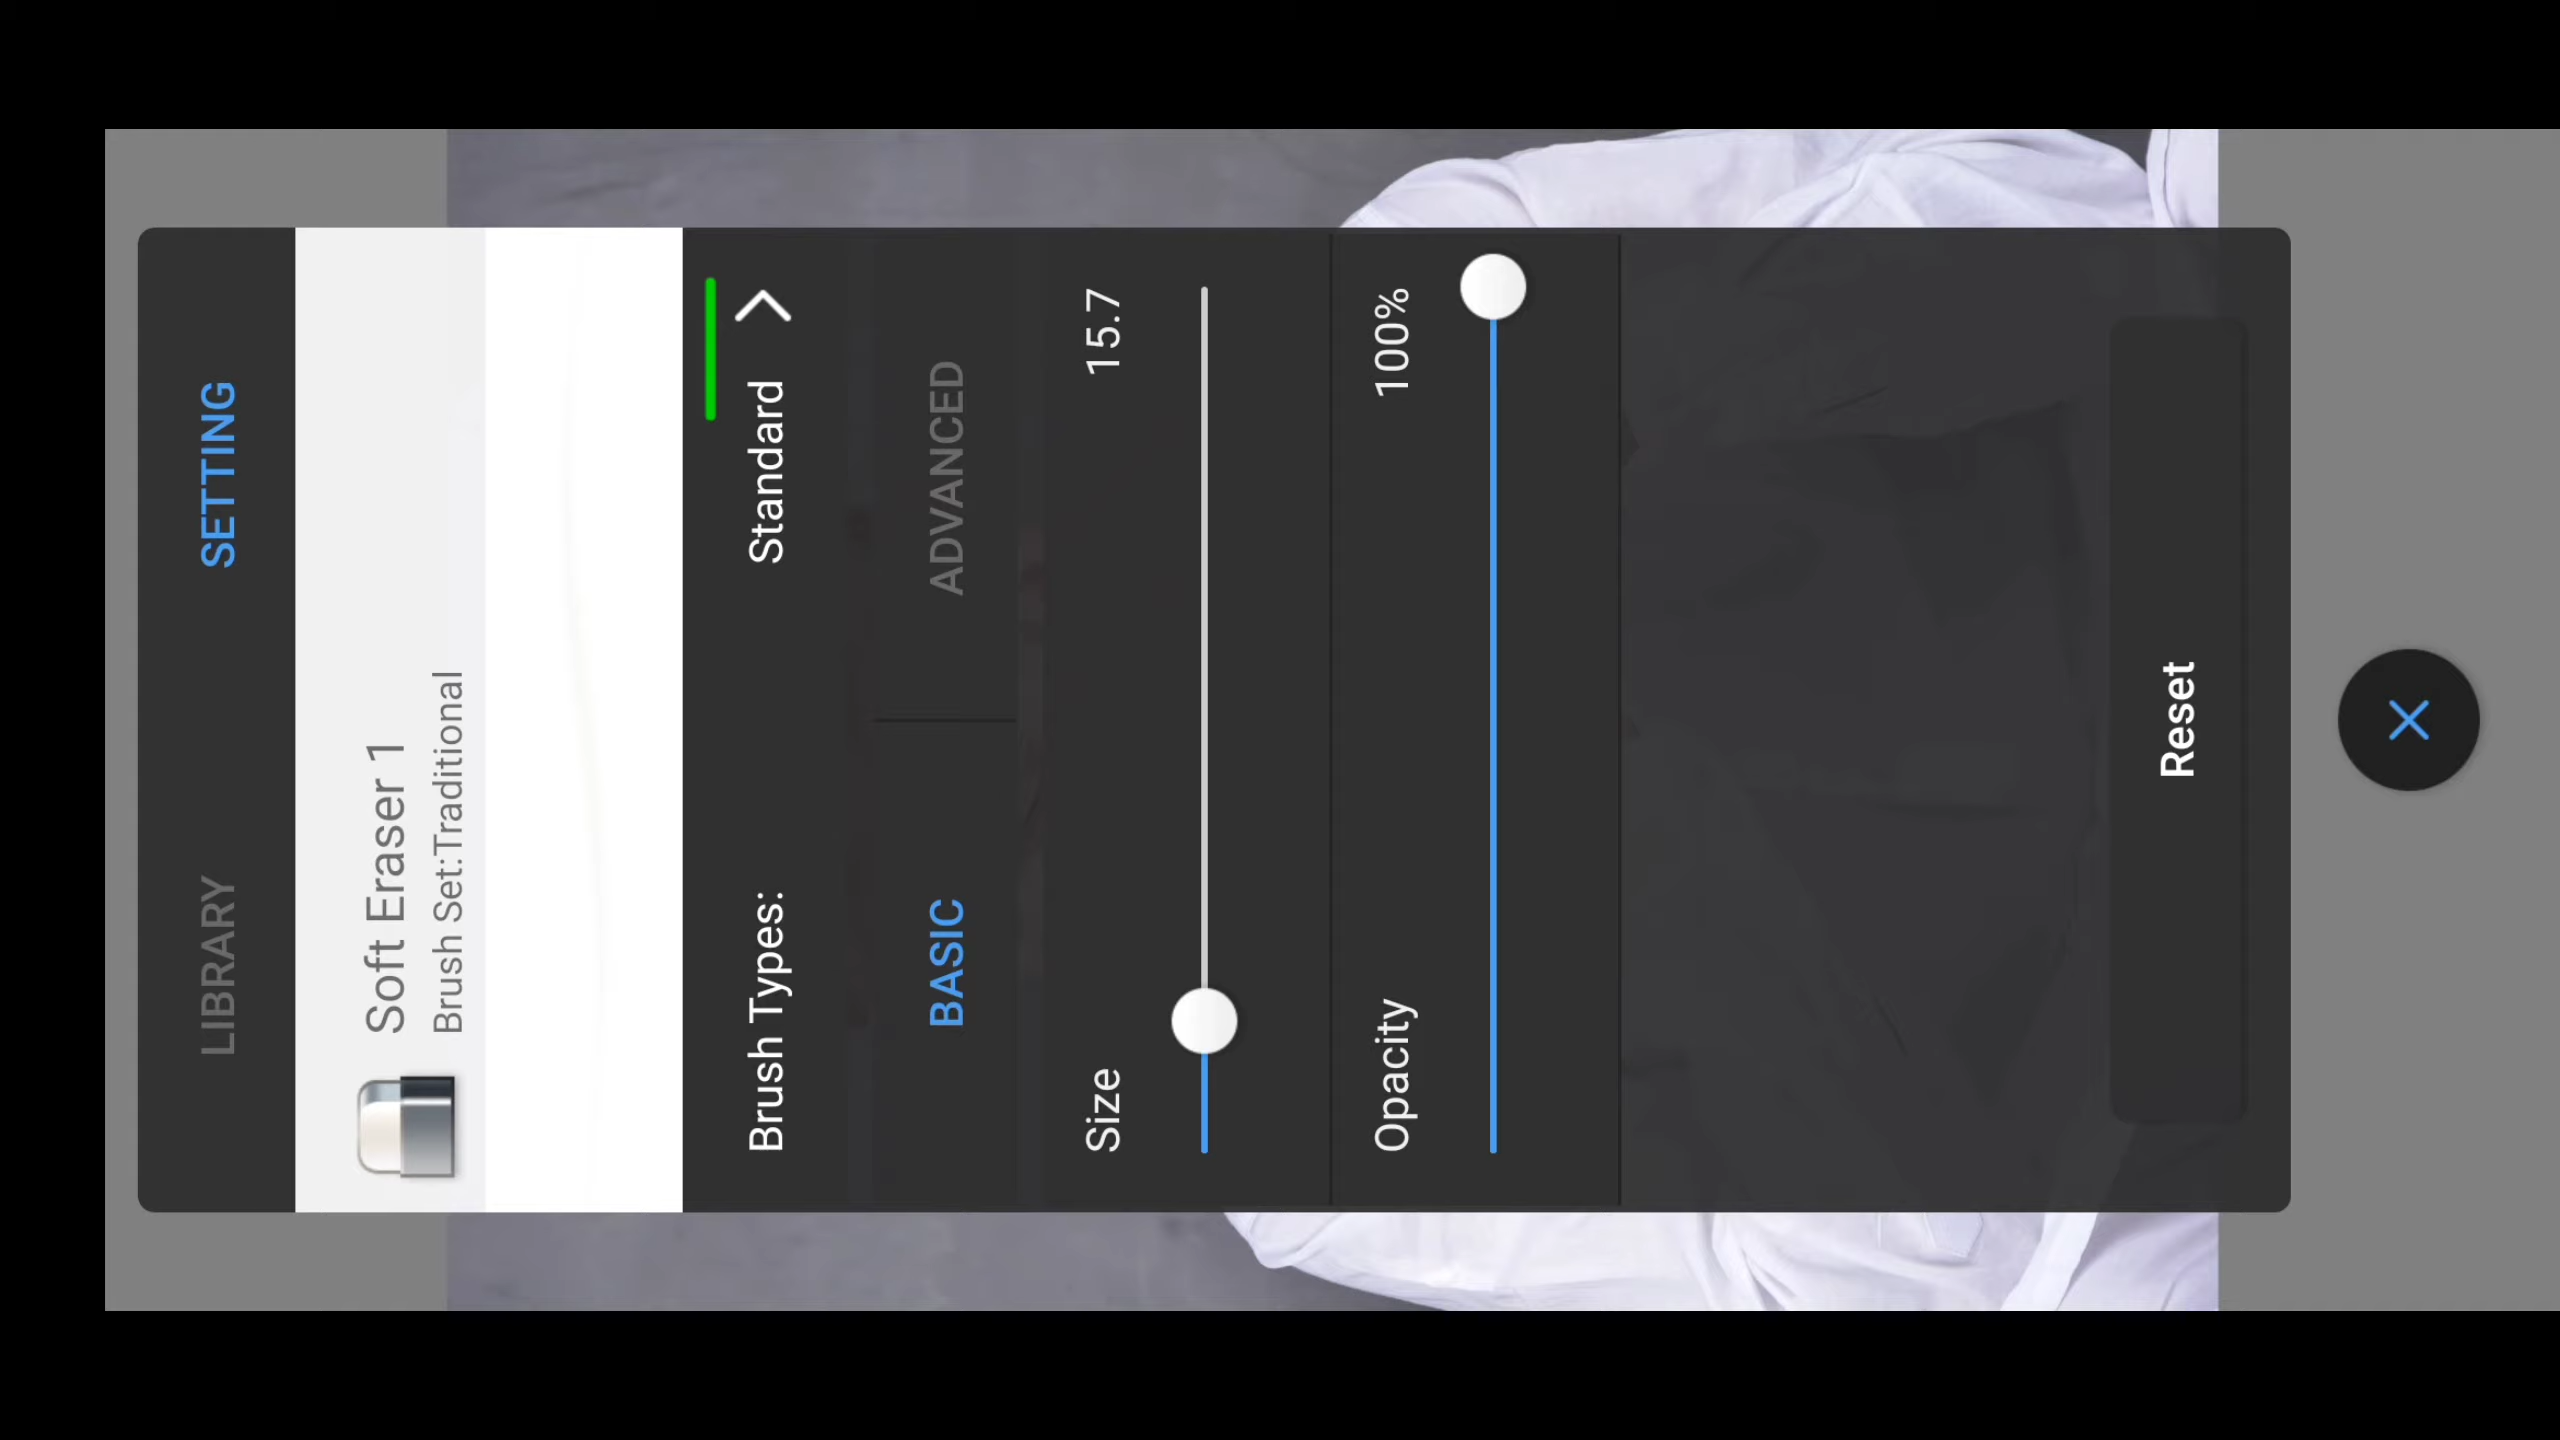 LIBRARY SETTING
Soft Eraser 1
Brush Set:Traditional
Brush Types: Standard
BASIC ADVANCED
Size 15.7
Opacity 100%
Reset